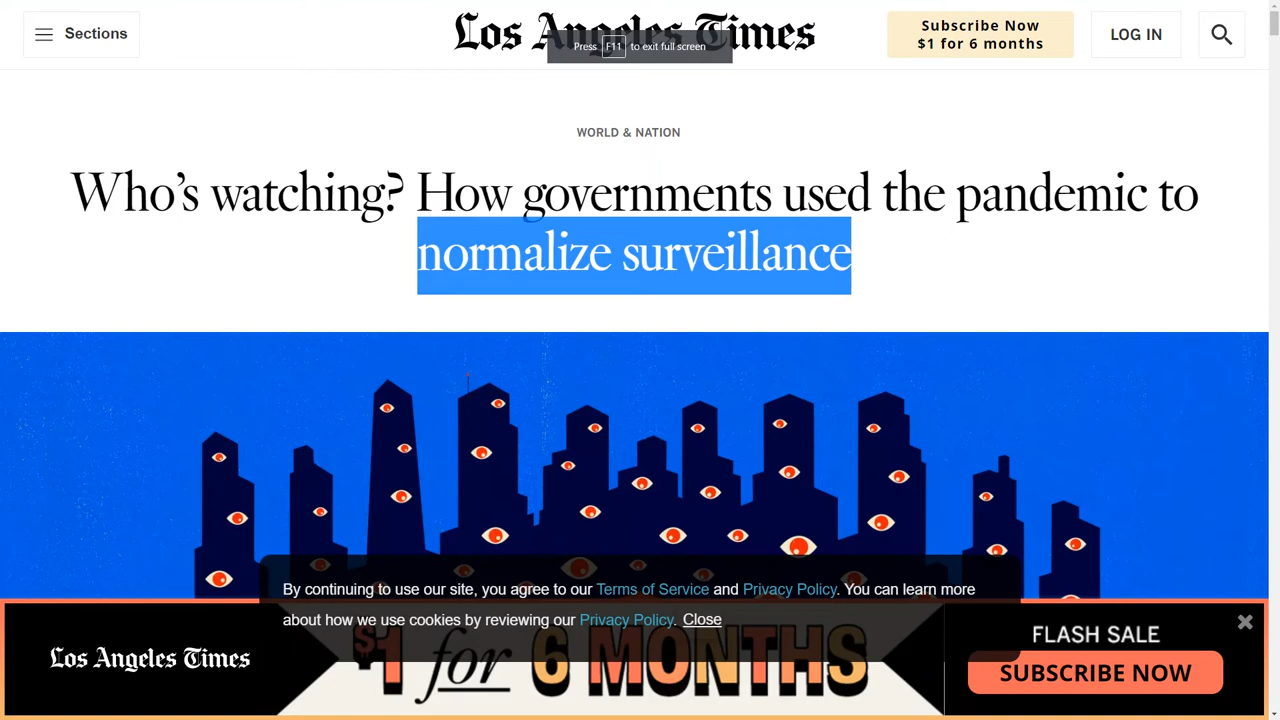 Sections
Los Angeles Times
Press F11 to exit full screen
Subscribe Now
$1 for 6 months
LOG IN
WORLD & NATION
Who’s watching? How governments used the pandemic to
normalize surveillance
By continuing to use our site, you agree to our Terms of Service and Privacy Policy. You can learn more
about how we use cookies by reviewing our Privacy Policy. Close
Los Angeles Times
$1 for 6 MONTHS
FLASH SALE
SUBSCRIBE NOW